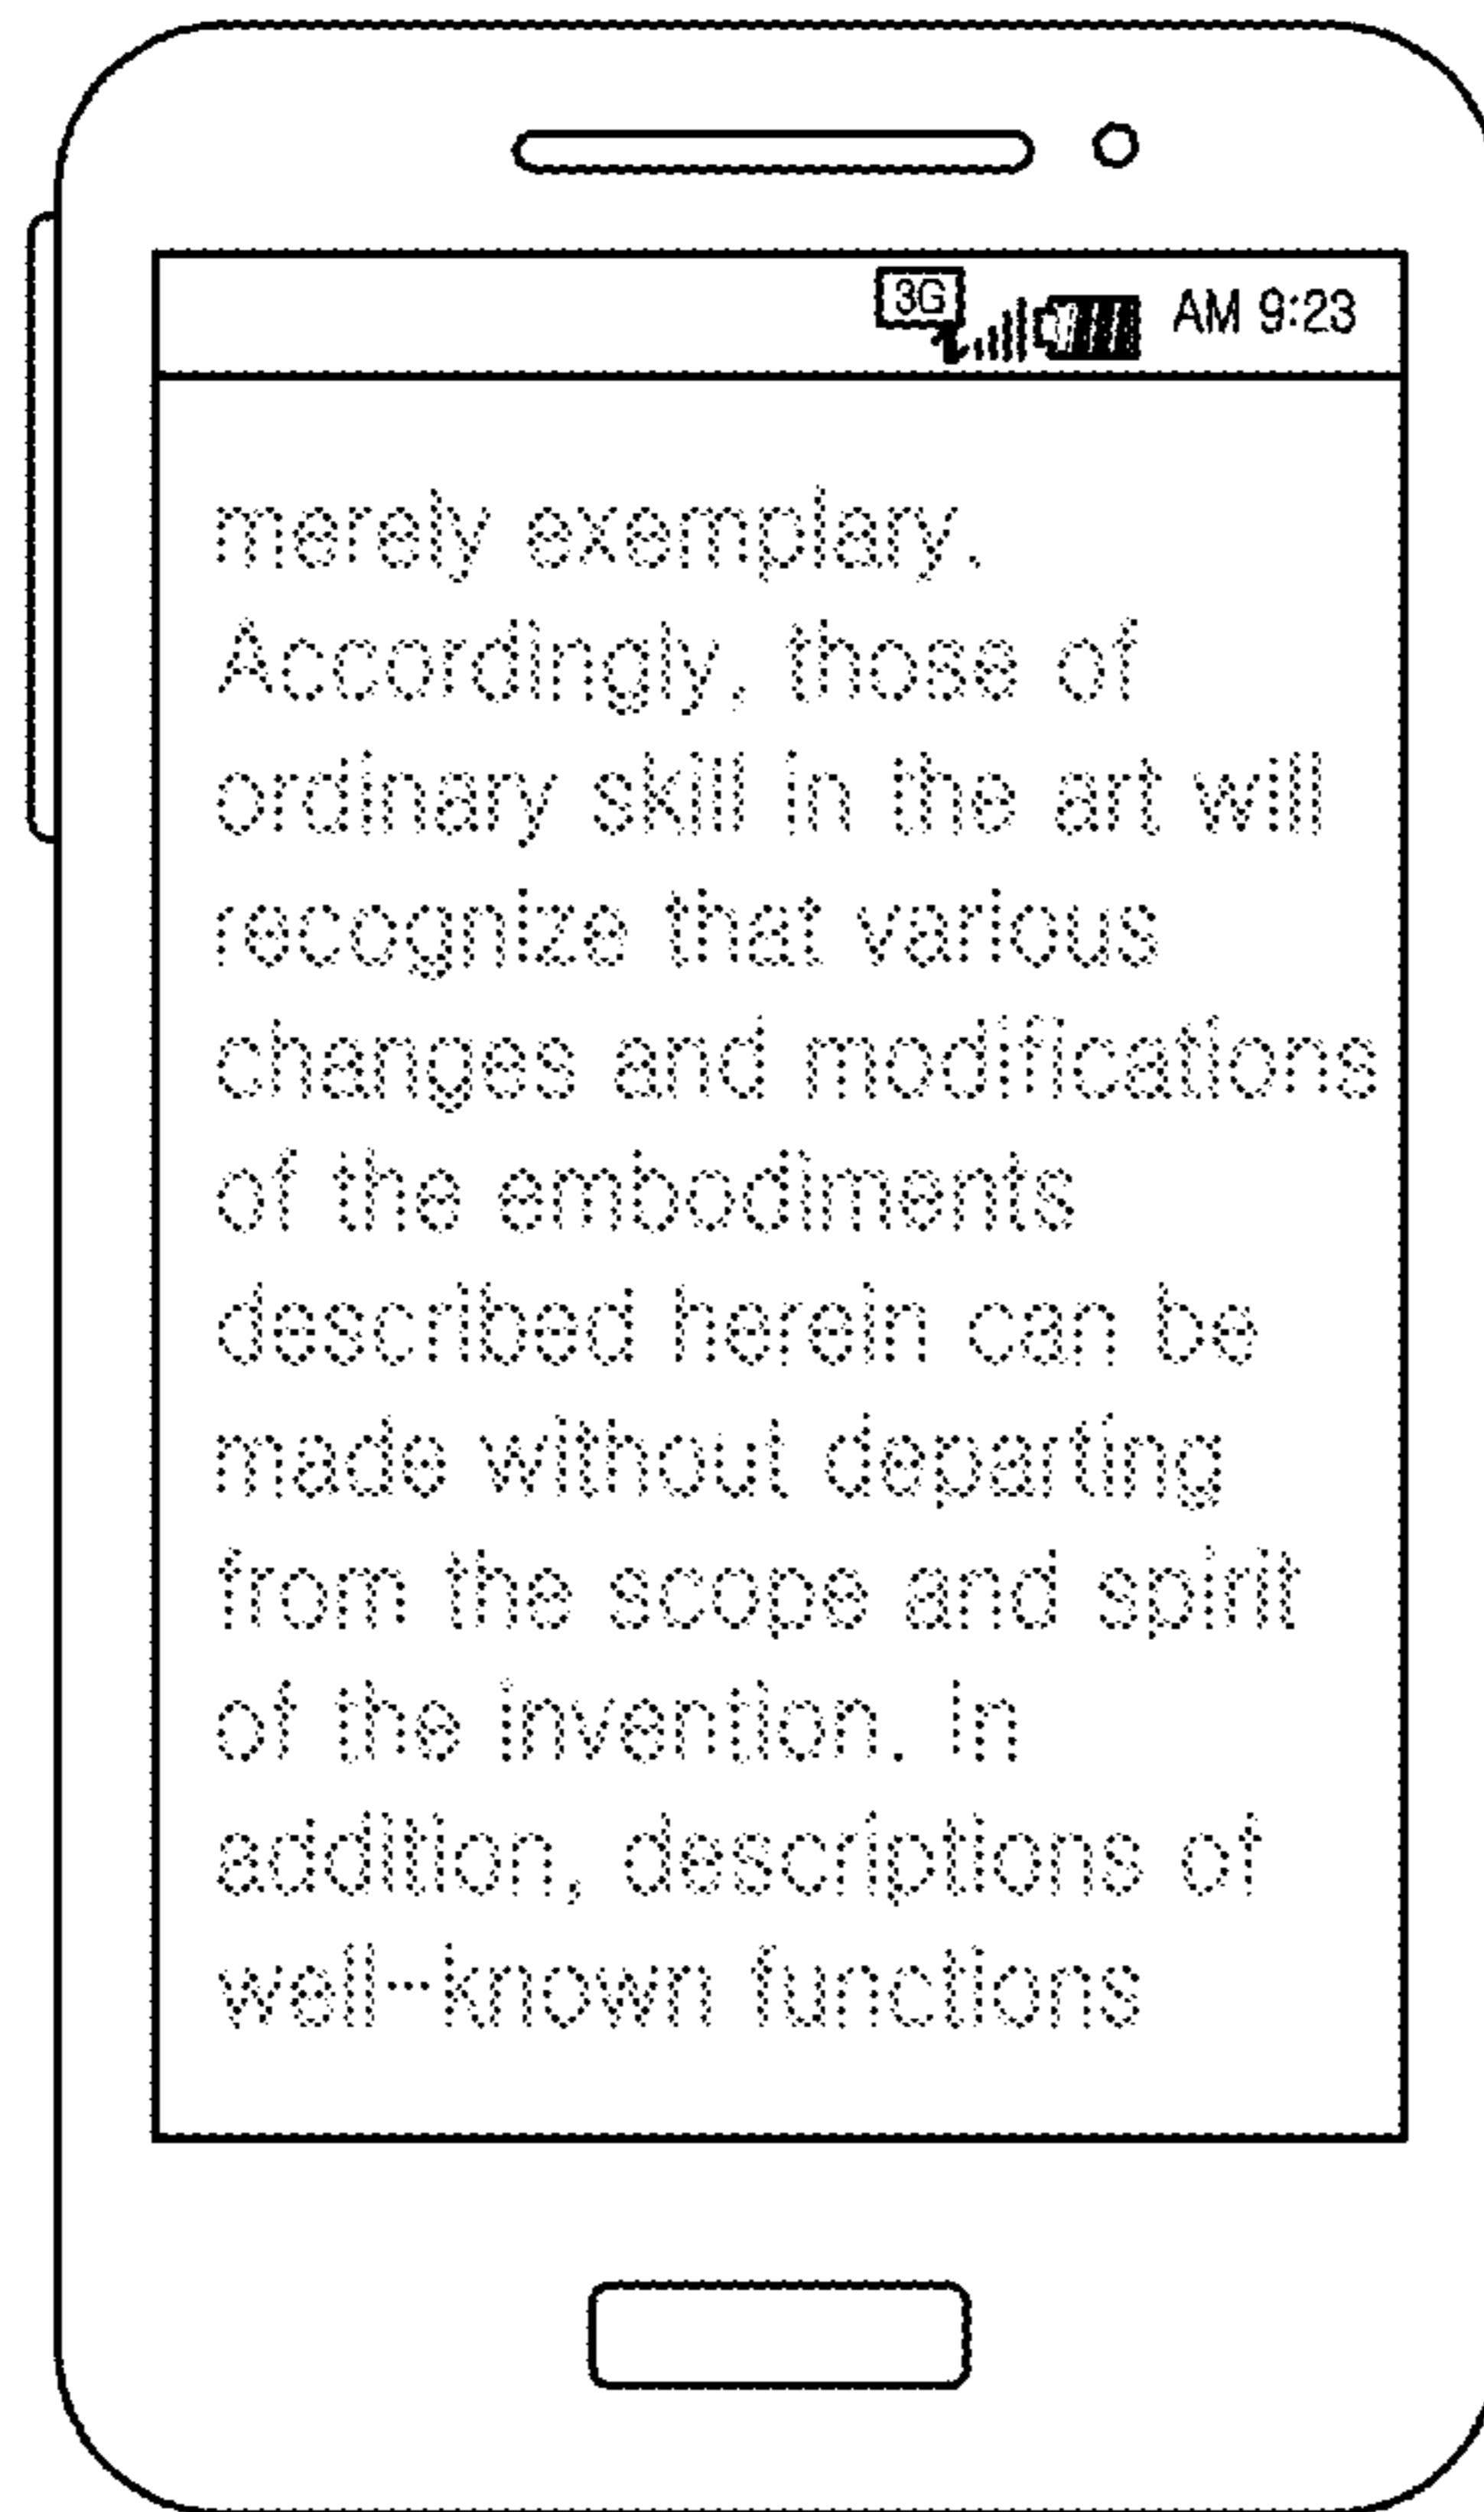 3G AM 9:23
merely exemplary.
Accordingly, those of
ordinary skill in the art will
recognize that various
changes and modifications
of the embodiments
described herein can be
made without departing
from the scope and spirit
of the invention. In
addition, descriptions of
well-known functions